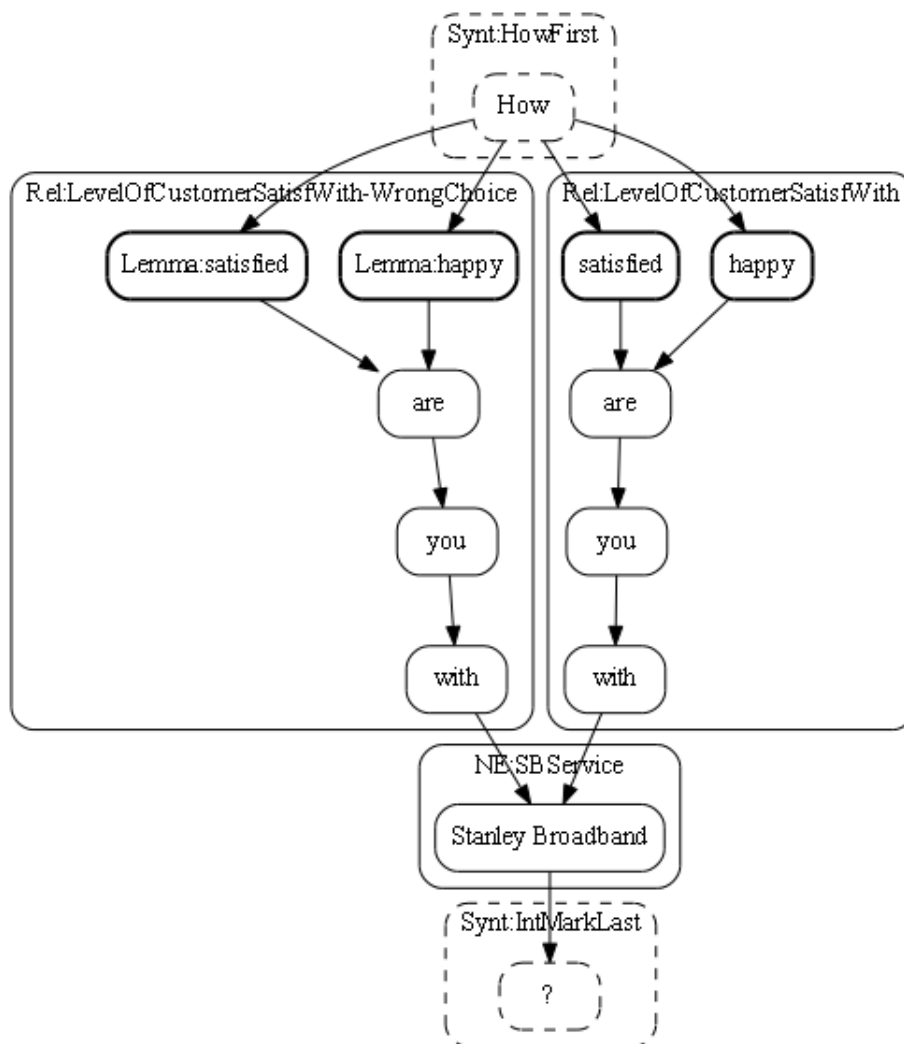 Synt:HowFirst
How
Rel:LevelOfCustomerSatisfWith-WrongChoice
Rel:LevelOfCustomerSatisfWith
Lemma:satisfied
Lemma:happy
satisfied
happy
are
are
you
you
with
with
NE:SBService
Stanley Broadband
Synt:IntMarkLast
?